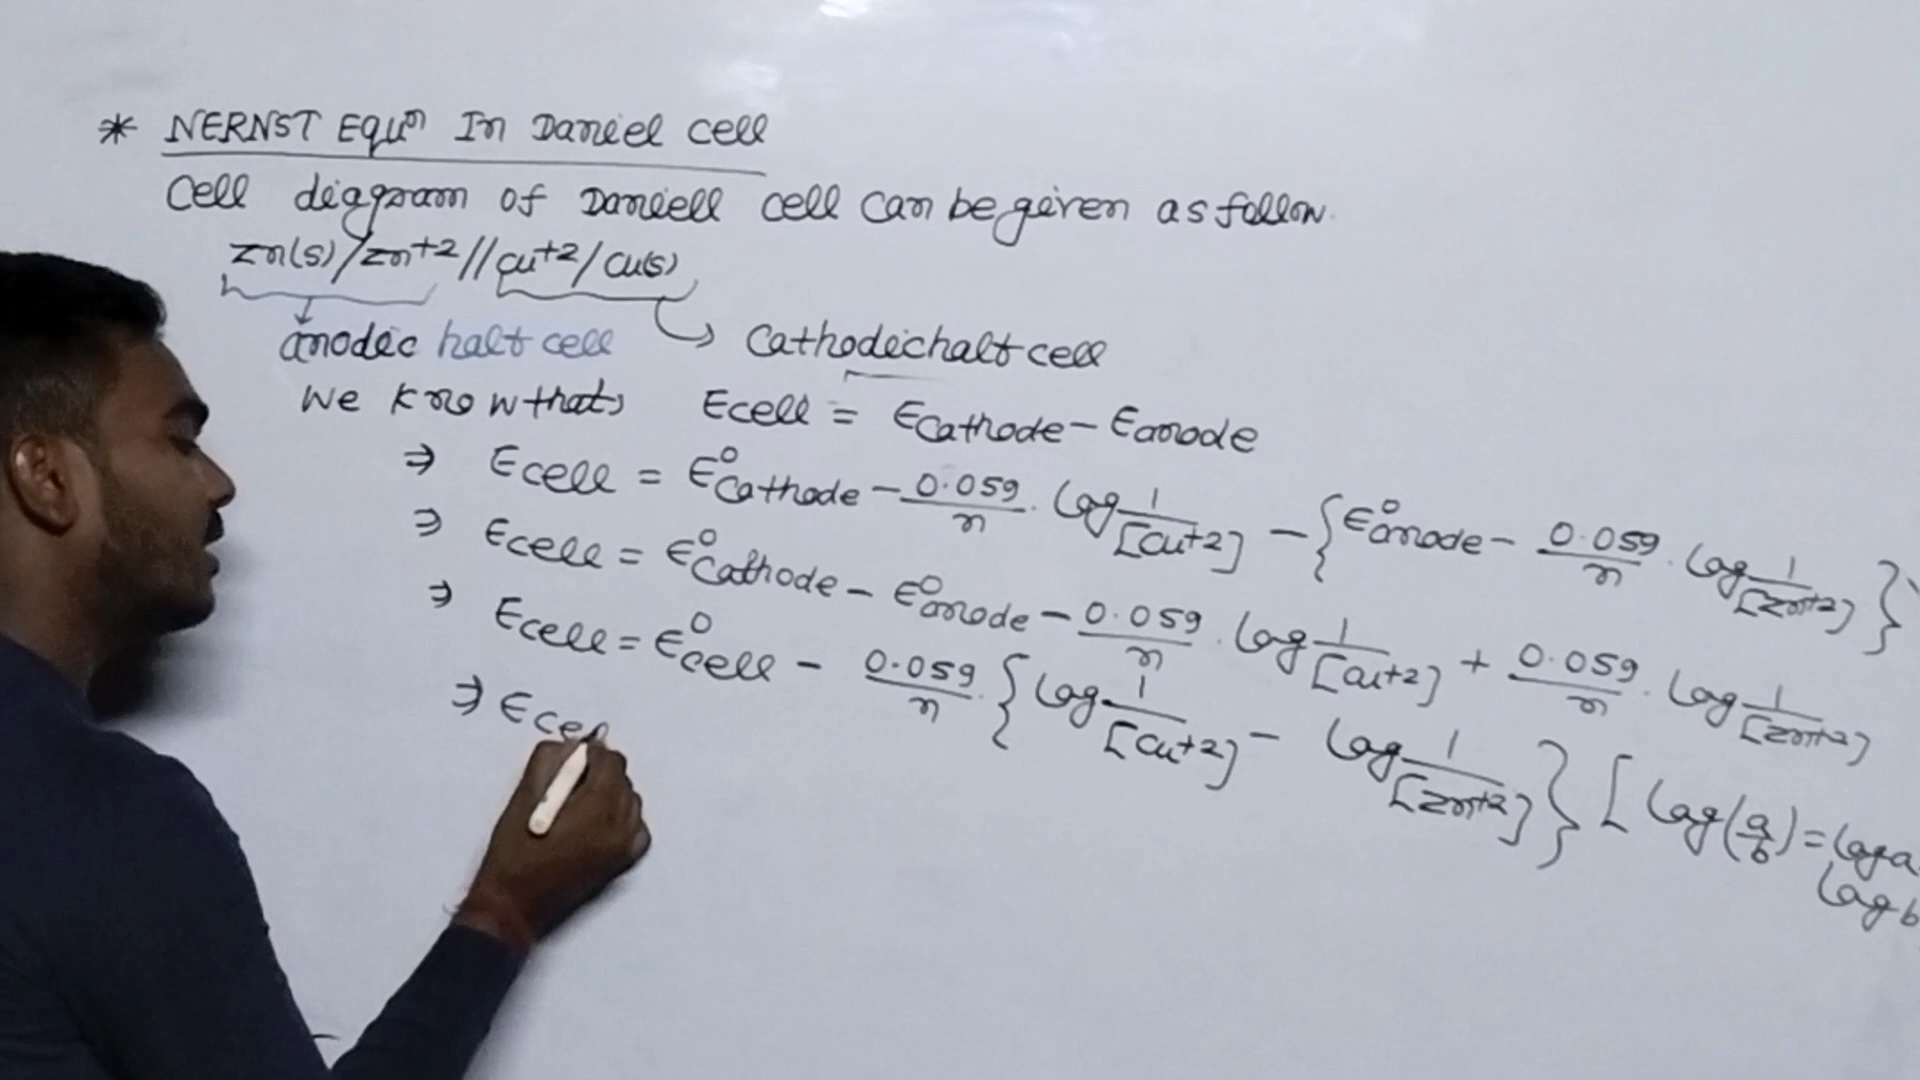 * NERNST Equn In Daniel cell
Cell diagram of Daniell cell can be given as follow.
Zn(s)/Zn+2//Cu+2/Cu(s)
anodic half cell
Cathodic half cell
We know that, Ecell = Ecathode - Eanode
⇒ Ecell = E°Cathode - 0.059/n . log 1/[Cu+2] - {E°anode - 0.059/n . log 1/[Zn+2]}
⇒ Ecell = E°Cathode - E°anode - 0.059/n . log 1/[Cu+2] + 0.059/n . log 1/[Zn+2]
⇒ Ecell = E°cell - 0.059/n . {log 1/[Cu+2] - log 1/[Zn+2]} [log(a/b) = log a
log b
⇒ Ecel